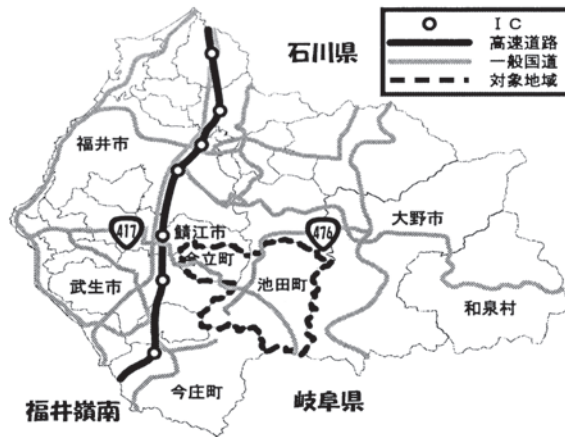 IC
高速道路
一般国道
対象地域
石川県
福井市
大野市
417
鯖江市
476
今立町
池田町
武生市
和泉村
今庄町
福井嶺南
岐阜県